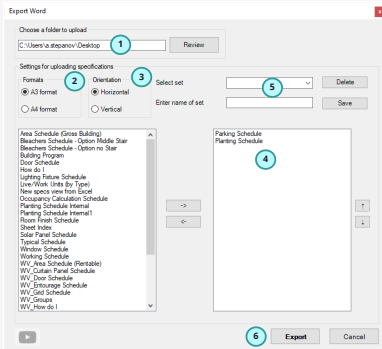 Export Word
x
Choose a folder to upload
C:\Users\a.stepanov\Desktop
1
Review
Settings for uploading specifications
Formats
2
A3 format
A4 format
Orientation
3
Horizontal
Vertical
Select set
5
Delete
Enter name of set
Save
Area Schedule (Gross Building)
Bleachers Schedule - Option Middle Stair
Bleachers Schedule - Option no Stair
Building Program
Door Schedule
How do I
Lighting Fixture Schedule
Live/Work Units (by Type)
New specs view from Excel
Occupancy Calculation Schedule
Planting Schedule Internal
Planting Schedule Internal1
Room Finish Schedule
Sheet Index
Solar Panel Schedule
Typical Schedule
Window Schedule
Working Schedule
WV_Area Schedule (Rentable)
WV_Curtain Panel Schedule
WV_Door Schedule
WV_Entourage Schedule
WV_Grid Schedule
WV_Groups
WV_How do I
->
<-
Parking Schedule
Planting Schedule
4
↑
↓
6
Export
Cancel